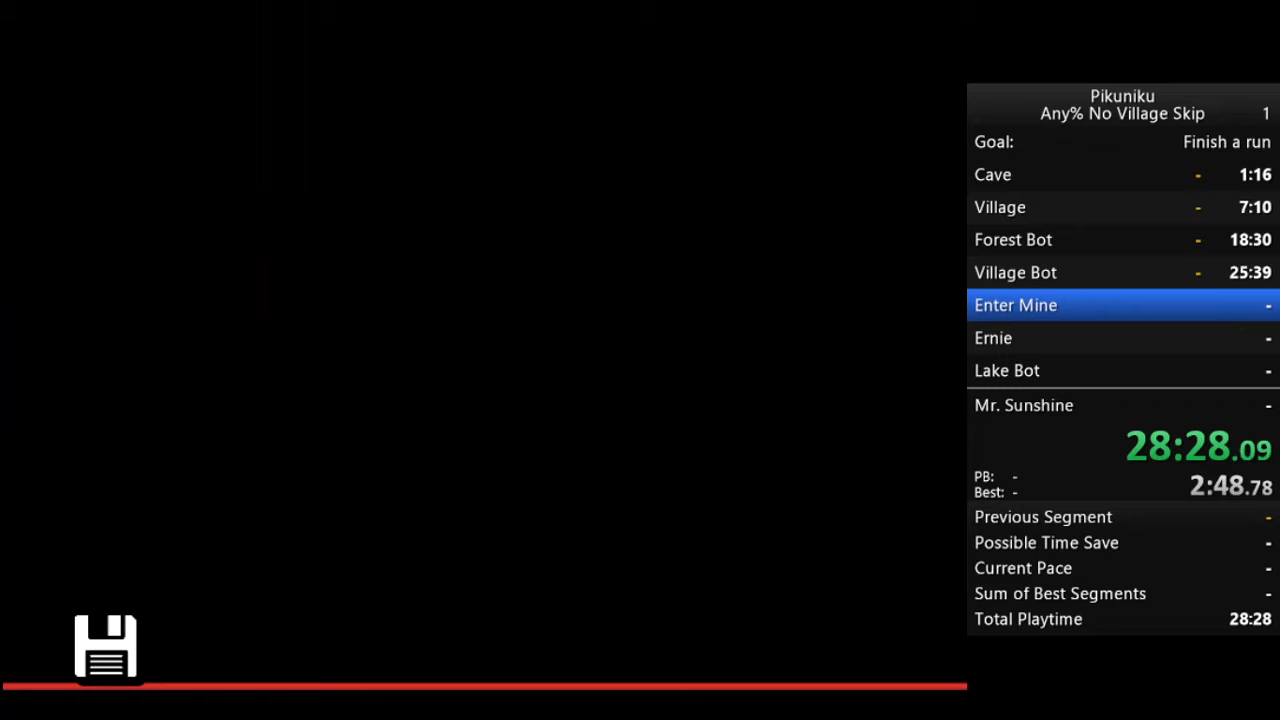 Pikuniku
Any% No Village Skip 1
Goal: Finish a run
Cave - 1:16
Village - 7:10
Forest Bot - 18:30
Village Bot - 25:39
Enter Mine -
Ernie -
Lake Bot -
Mr. Sunshine -
28:28.09
PB: -
Best: - 2:48.78
Previous Segment -
Possible Time Save -
Current Pace -
Sum of Best Segments -
Total Playtime 28:28